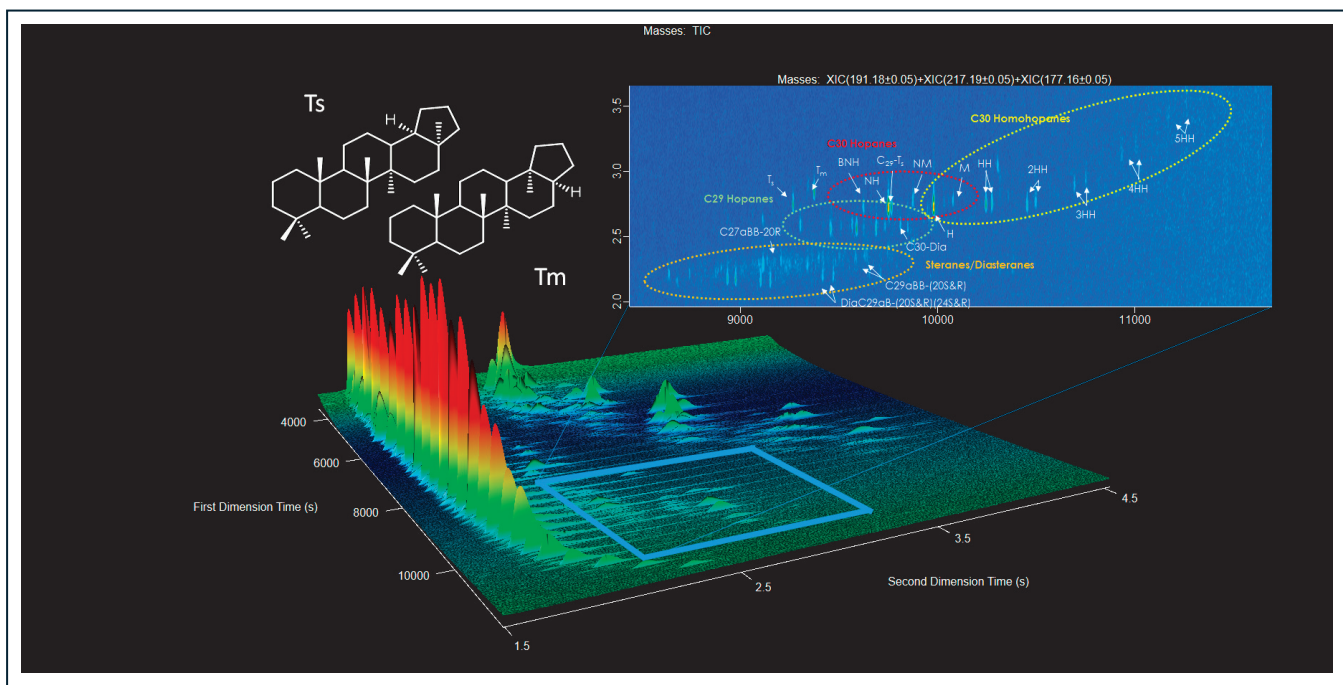 Masses: TIC
Masses: XIC(191.18±0.05)+XIC(217.19±0.05)+XIC(177.16±0.05)
Ts
H
H
Tm
3.5
3.0
2.5
2.0
9000
10000
11000
C30 Homohopanes
5HH
C30 Hopanes
BNH
C29-Ts
NM
M
HH
2HH
4HH
Ts
Tm
NH
3HH
C29 Hopanes
H
C27aBB-20R
C30-Dia
Steranes/Diasteranes
C29aBB-(20S&R)
DiaC29aB-(20S&R)(24S&R)
4000
6000
8000
10000
First Dimension Time (s)
4.5
3.5
2.5
1.5
Second Dimension Time (s)